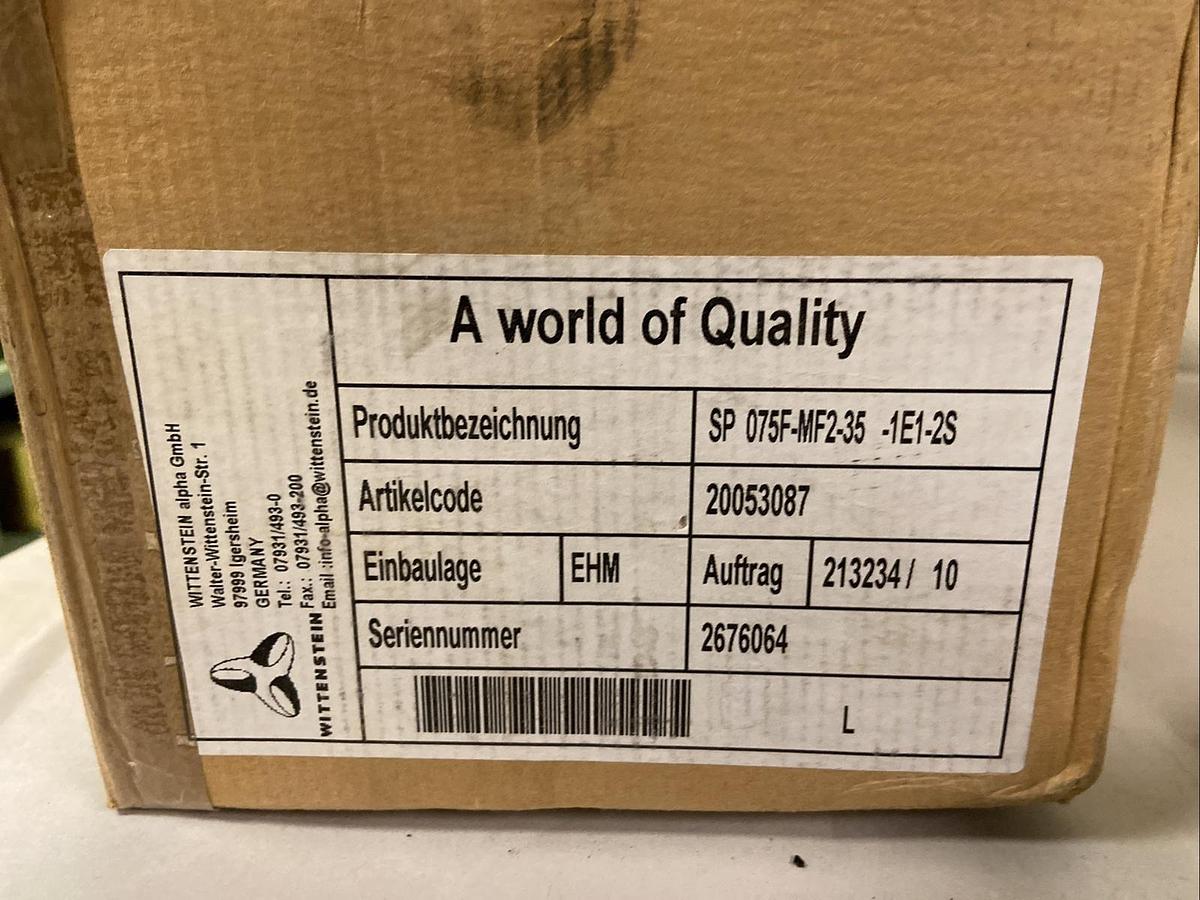 WITTENSTEIN alpha GmbH
Walter-Wittenstein-Str. 1
97999 Igersheim
GERMANY
Tel.: 07931/493-0
Fax.: 07931/493-200
Email :info-alpha@wittenstein.de
WITTENSTEIN
A world of Quality
Produktbezeichnung SP 075F-MF2-35 -1E1-2S
Artikelcode 20053087
Einbaulage EHM Auftrag 213234 / 10
Seriennummer 2676064
L